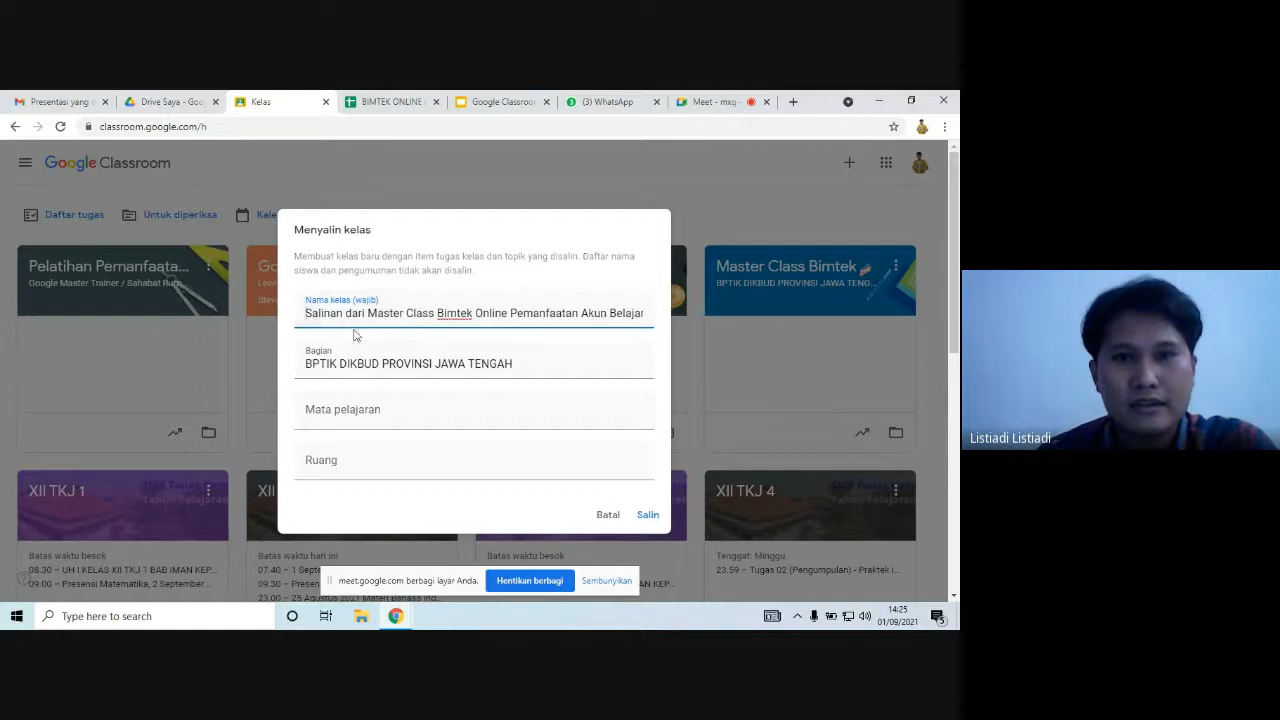 Presentasi yang
Drive Saya - Goo
Kelas
BIMTEK ONLINE
Google Classroo
(3) WhatsApp
Meet - mxq-
classroom.google.com/h
Google Classroom
Daftar tugas
Untuk diperiksa
Kale
Menyalin kelas
Membuat kelas baru dengan item tugas kelas dan topik yang disalin. Daftar nama
siswa dan pengumuman tidak akan disalin.
Nama kelas (wajib)
Salinan dari Master Class Bimtek Online Pemanfaatan Akun Belajar
Bagian
BPTIK DIKBUD PROVINSI JAWA TENGAH
Mata pelajaran
Ruang
Batal
Salin
Pelatihan Pemanfaata...
Google Master Trainer / Sahabat Rum...
Go
Lewi
Stev
Master Class Bimtek
BPTIK DIKBUD PROVINSI JAWA TENG...
XII TKJ 1
Batas waktu besok
08.30 - UH I KELAS XII TKJ 1 BAB IMAN KEP...
09.00 - Presensi Matematika, 2 September ...
XII
Batas waktu hari ini
07.40 - 1 Septe
09.30 - Presens
23.00 - 25 Agustus 2021 Materi Bahasa Ind
Batas waktu besok
XII TKJ 4
Tenggat: Minggu
23.59 - Tugas 02 (Pengumpulan) - Praktek i...
meet.google.com berbagi layar Anda.
Hentikan berbagi
Sembunyikan
Type here to search
14:25
01/09/2021
5
Listiadi Listiadi